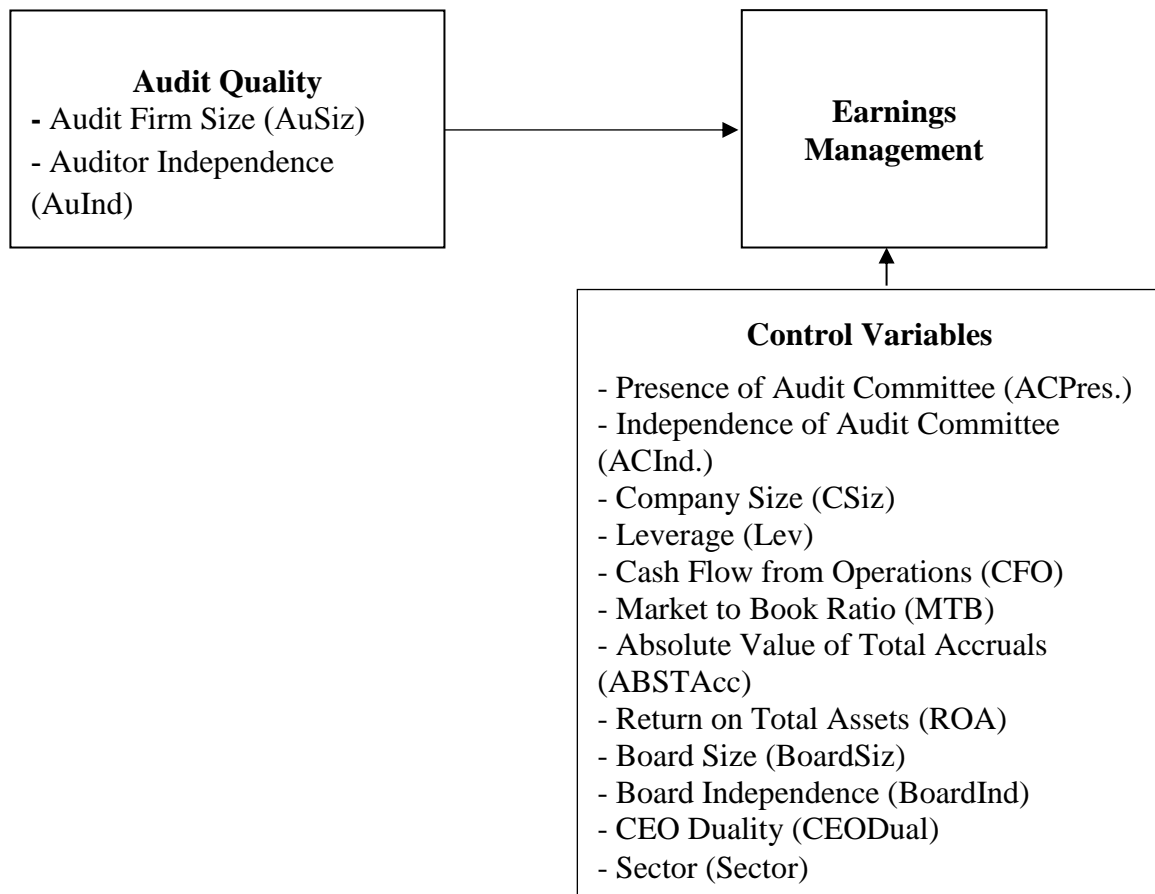 Audit Quality
- Audit Firm Size (AuSiz)
- Auditor Independence
(AuInd)
Earnings
Management
Control Variables
- Presence of Audit Committee (ACPres.)
- Independence of Audit Committee
(ACInd.)
- Company Size (CSiz)
- Leverage (Lev)
- Cash Flow from Operations (CFO)
- Market to Book Ratio (MTB)
- Absolute Value of Total Accruals
(ABSTAcc)
- Return on Total Assets (ROA)
- Board Size (BoardSiz)
- Board Independence (BoardInd)
- CEO Duality (CEODual)
- Sector (Sector)